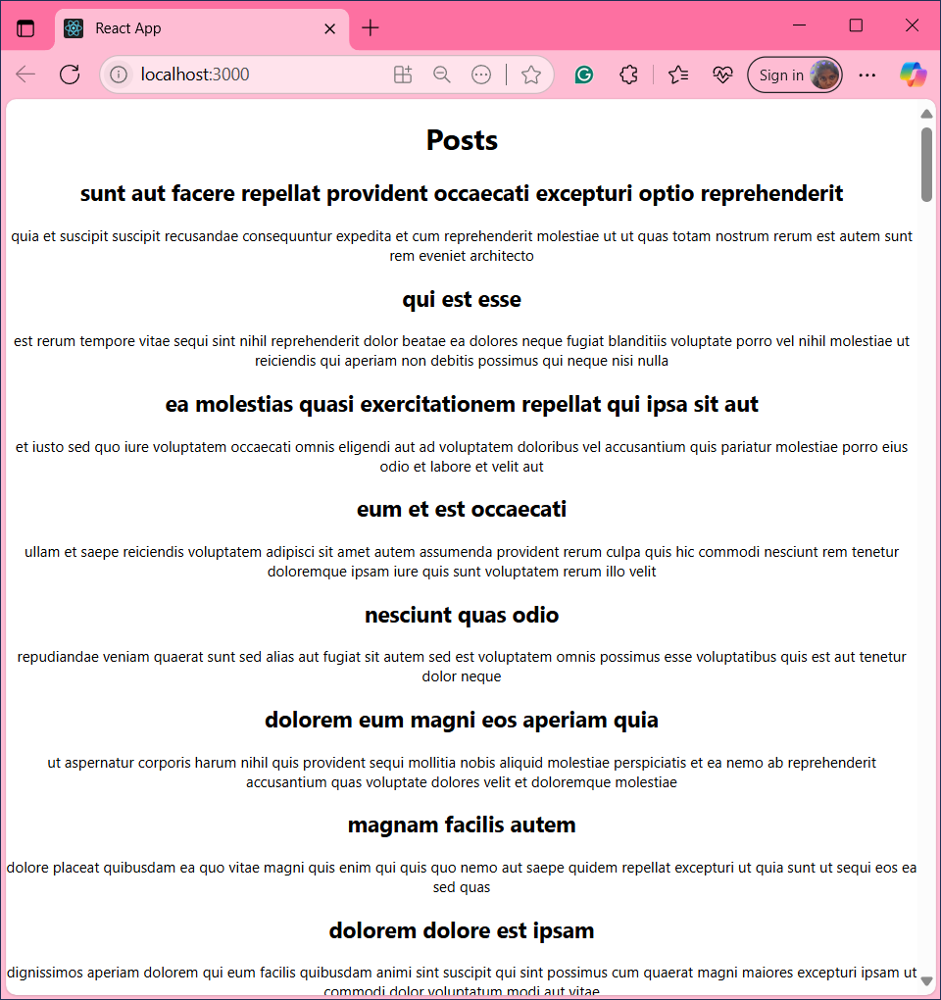 React App
localhost:3000
Sign in
Posts
sunt aut facere repellat provident occaecati excepturi optio reprehenderit
quia et suscipit suscipit recusandae consequuntur expedita et cum reprehenderit molestiae ut ut quas totam nostrum rerum est autem sunt
rem eveniet architecto
qui est esse
est rerum tempore vitae sequi sint nihil reprehenderit dolor beatae ea dolores neque fugiat blanditiis voluptate porro vel nihil molestiae ut
reiciendis qui aperiam non debitis possimus qui neque nisi nulla
ea molestias quasi exercitationem repellat qui ipsa sit aut
et iusto sed quo iure voluptatem occaecati omnis eligendi aut ad voluptatem doloribus vel accusantium quis pariatur molestiae porro eius
odio et labore et velit aut
eum et est occaecati
ullam et saepe reiciendis voluptatem adipisci sit amet autem assumenda provident rerum culpa quis hic commodi nesciunt rem tenetur
doloremque ipsam iure quis sunt voluptatem rerum illo velit
nesciunt quas odio
repudiandae veniam quaerat sunt sed alias aut fugiat sit autem sed est voluptatem omnis possimus esse voluptatibus quis est aut tenetur
dolor neque
dolorem eum magni eos aperiam quia
ut aspernatur corporis harum nihil quis provident sequi mollitia nobis aliquid molestiae perspiciatis et ea nemo ab reprehenderit
accusantium quas voluptate dolores velit et doloremque molestiae
magnam facilis autem
dolore placeat quibusdam ea quo vitae magni quis enim qui quis quo nemo aut saepe quidem repellat excepturi ut quia sunt ut sequi eos ea
sed quas
dolorem dolore est ipsam
dignissimos aperiam dolorem qui eum facilis quibusdam animi sint suscipit qui sint possimus cum quaerat magni maiores excepturi ipsam ut
commodi dolor voluptatum modi aut vitae